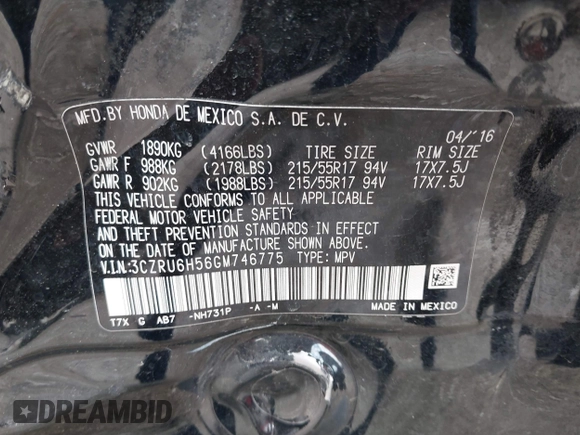 MFD. BY HONDA DE MEXICO S.A. DE C.V.
04/'16
GVWR 1890KG (4166LBS) TIRE SIZE RIM SIZE
GAWR F 988KG (2178LBS) 215/55R17 94V 17X7.5J
GAWR R 902KG (1988LBS) 215/55R17 94V 17X7.5J
THIS VEHICLE CONFORMS TO ALL APPLICABLE
FEDERAL MOTOR VEHICLE SAFETY
AND THEFT PREVENTION STANDARDS IN EFFECT
ON THE DATE OF MANUFACTURE SHOWN ABOVE.
V.I.N:3CZRU6H56GM746775 TYPE: MPV
T7X G AB7 -NH731P -A -M
MADE IN MEXICO
DREAMBID